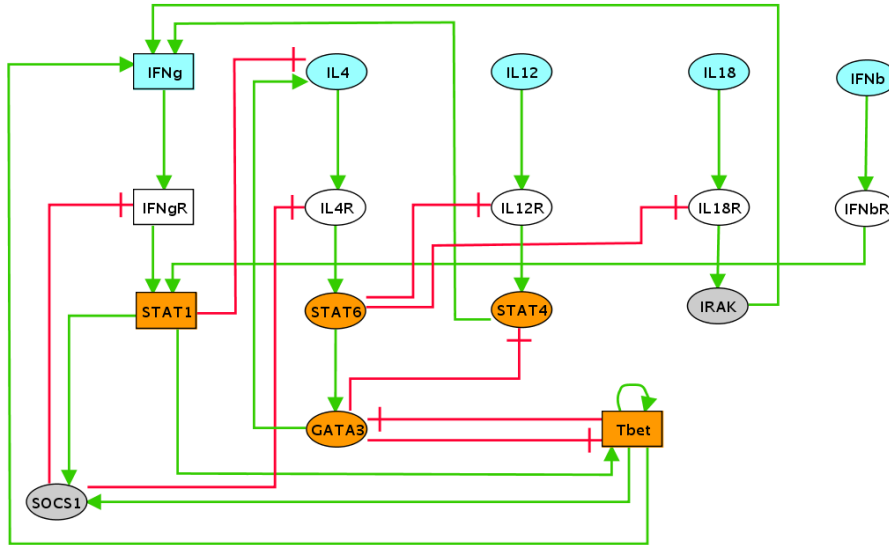 IFNg
IL4
IL12
IL18
IFNb
IFNgR
IL4R
IL12R
IL18R
IFNbR
STAT1
STAT6
STAT4
IRAK
GATA3
Tbet
SOCS1